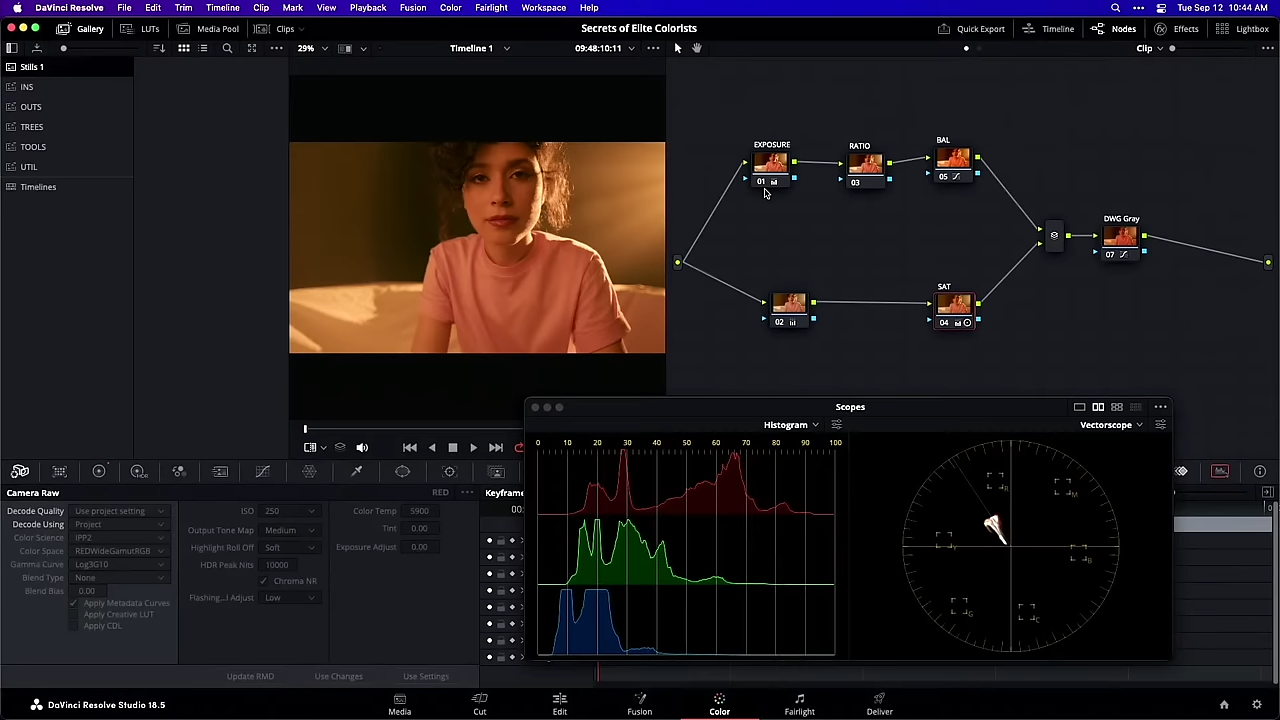 DaVinci Resolve File Edit Trim Timeline Clip Mark View Playback Fusion Color Fairlight Workspace Help Tue Sep 12 10:44 AM
Gallery LUTs Media Pool Clips Secrets of Elite Colorists Quick Export Timeline Nodes Effects Lightbox
29% Timeline 1 09:48:10:11 Clip
Stills 1
INS
OUTS
TREES
TOOLS
UTIL
Timelines
EXPOSURE
01
RATIO
03
BAL
05
DWG Gray
07
02
SAT
04
Scopes
Histogram
Vectorscope
0 10 20 30 40 50 60 70 80 90 100
R
M
Y
B
G
C
Camera Raw
RED
Decode Quality Use project setting
Decode Using Project
Color Science IPP2
Color Space REDWideGamutRGB
Gamma Curve Log3G10
Blend Type None
Blend Bias 0.00
Apply Metadata Curves
Apply Creative LUT
Apply CDL
ISO 250
Output Tone Map Medium
Highlight Roll Off Soft
HDR Peak Nits 10000
Chroma NR
Flashing...l Adjust Low
Color Temp 5900
Tint 0.00
Exposure Adjust 0.00
Update RMD Use Changes Use Settings
Keyframe
00:
DaVinci Resolve Studio 18.5
Media Cut Edit Fusion Color Fairlight Deliver